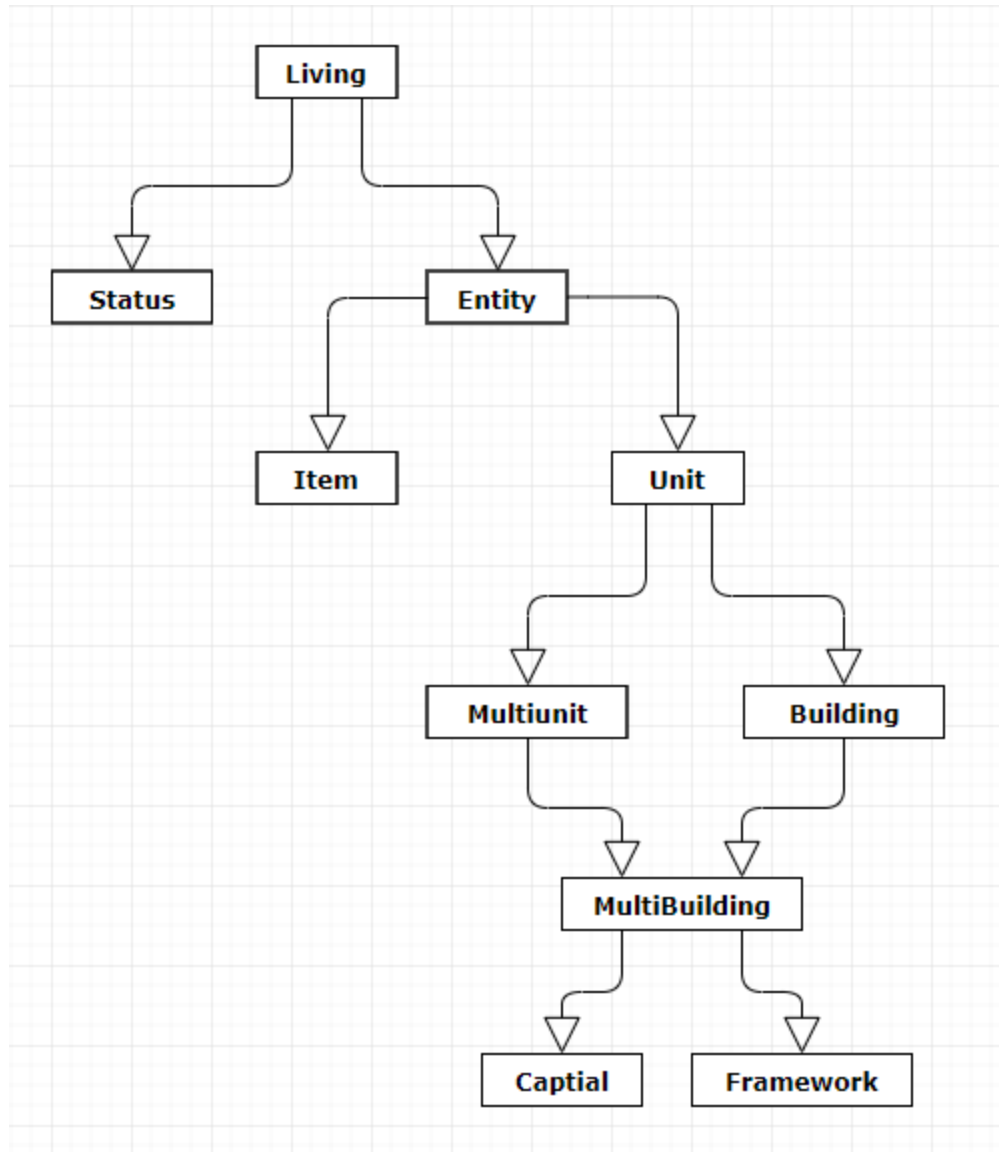 Living
Status
Entity
Item
Unit
Multiunit
Building
MultiBuilding
Captial
Framework